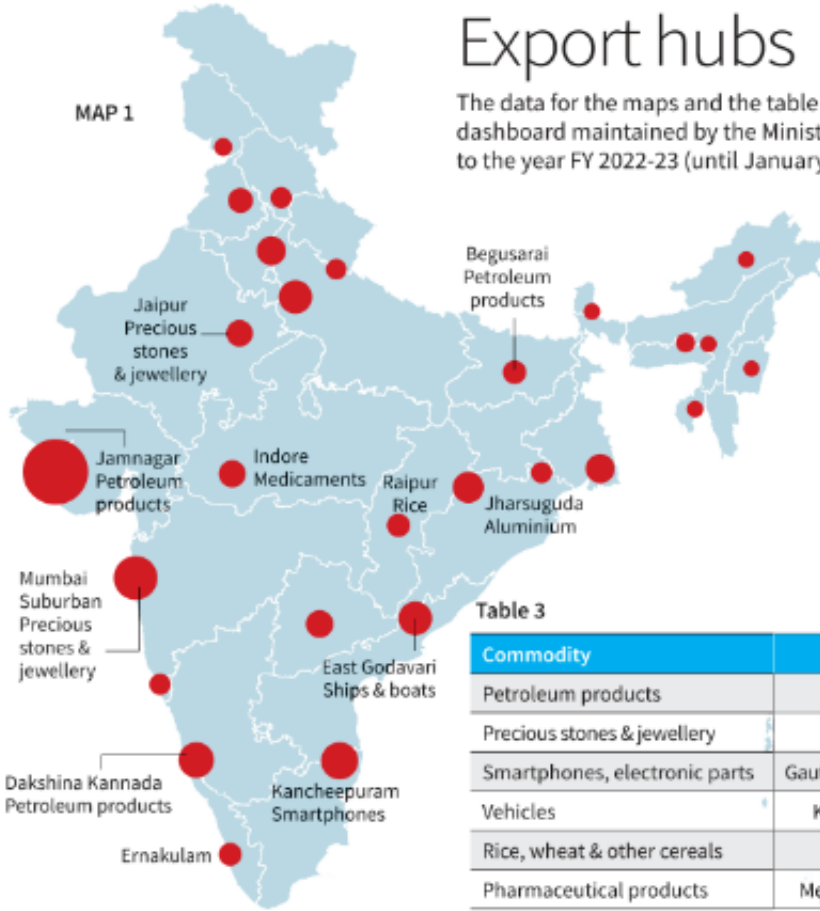 Export hubs
The data for the maps and the table
dashboard maintained by the Minist
to the year FY 2022-23 (until January
MAP 1
Begusarai
Petroleum
products
Jaipur
Precious
stones
& jewellery
Jamnagar
Petroleum
products
Indore
Medicaments
Raipur
Rice
Jharsuguda
Aluminium
Mumbai
Suburban
Precious
stones &
jewellery
East Godavari
Ships & boats
Dakshina Kannada
Petroleum products
Kancheepuram
Smartphones
Ernakulam
Table 3
Commodity
Petroleum products
Precious stones & jewellery
Smartphones, electronic parts Gau
Vehicles K
Rice, wheat & other cereals
Pharmaceutical products Me